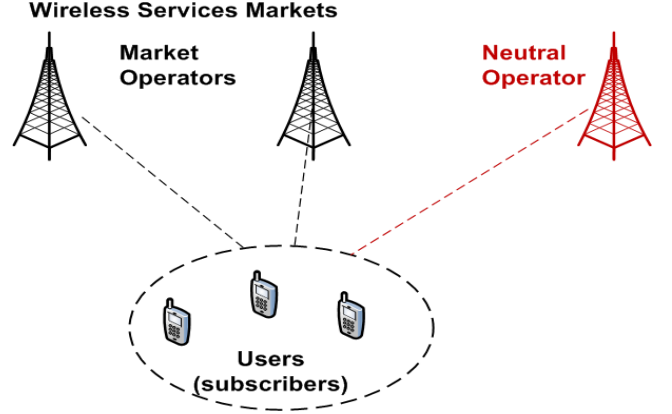 Wireless Services Markets
Market
Operators
Neutral
Operator
Users
(subscribers)